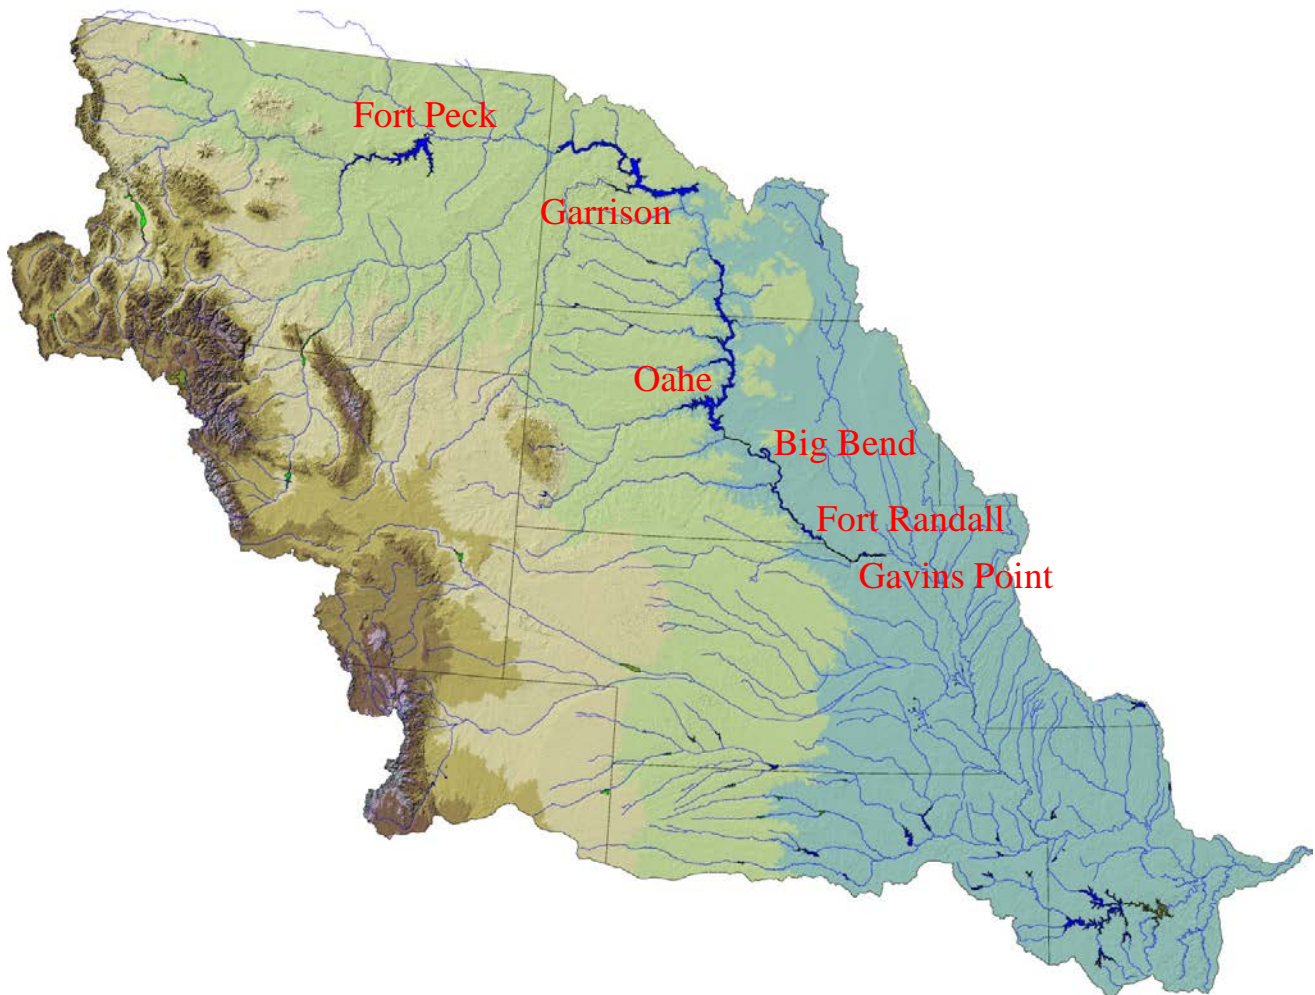 Fort Peck
Garrison
Oahe
Big Bend
Fort Randall
Gavins Point